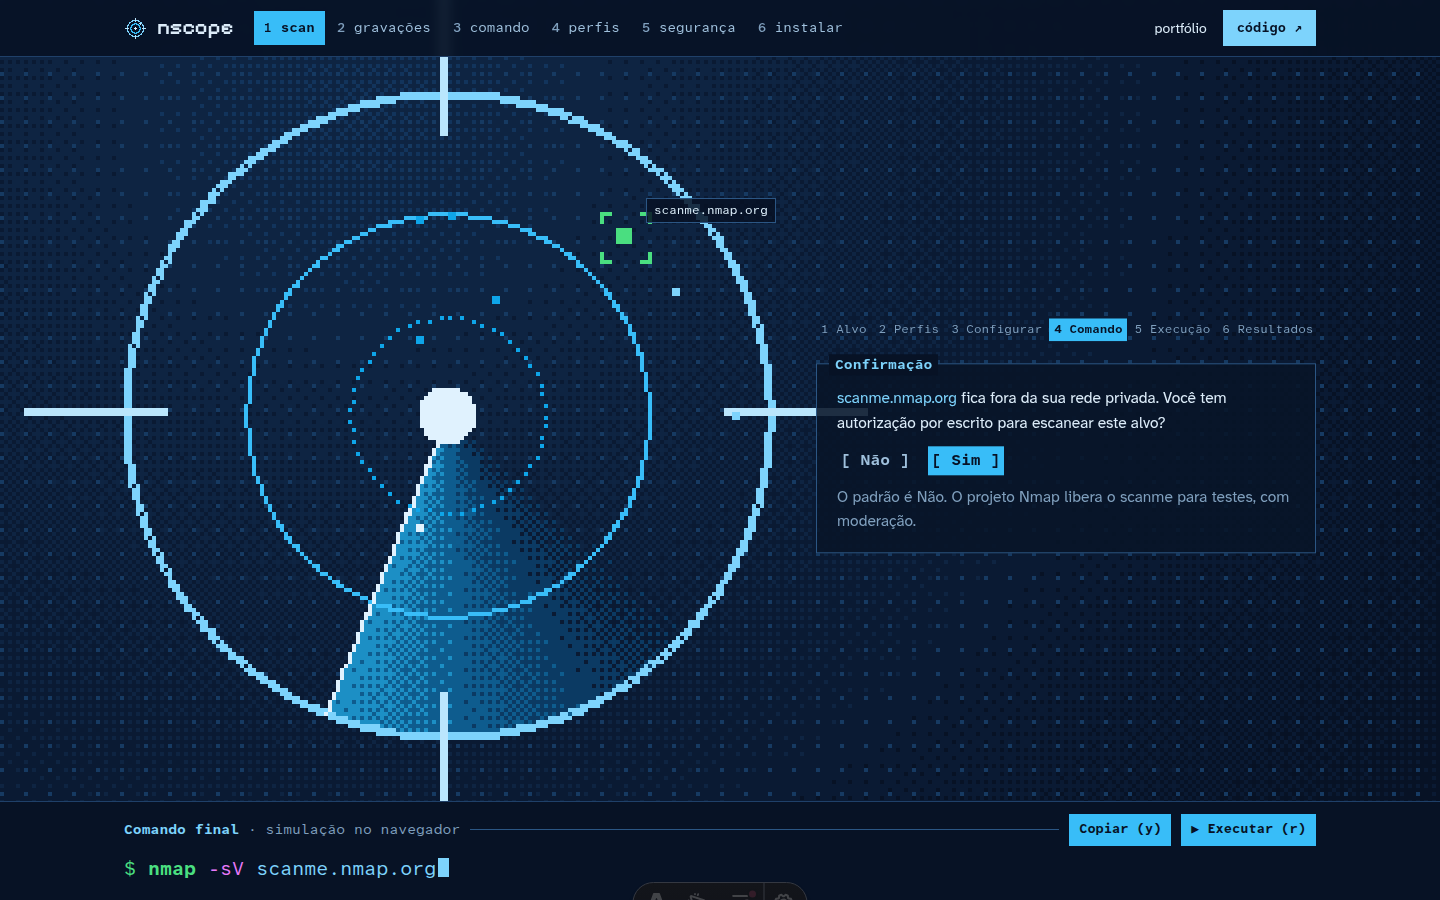 nscope
1 scan 2 gravações 3 comando 4 perfis 5 segurança 6 instalar
portfólio
código ↗
scanme.nmap.org
1 Alvo 2 Perfis 3 Configurar 4 Comando 5 Execução 6 Resultados
Confirmação
scanme.nmap.org fica fora da sua rede privada. Você tem
autorização por escrito para escanear este alvo?
[ Não ] [ Sim ]
O padrão é Não. O projeto Nmap libera o scanme para testes, com
moderação.
Comando final · simulação no navegador
Copiar (y) ▶ Executar (r)
$ nmap -sV scanme.nmap.org